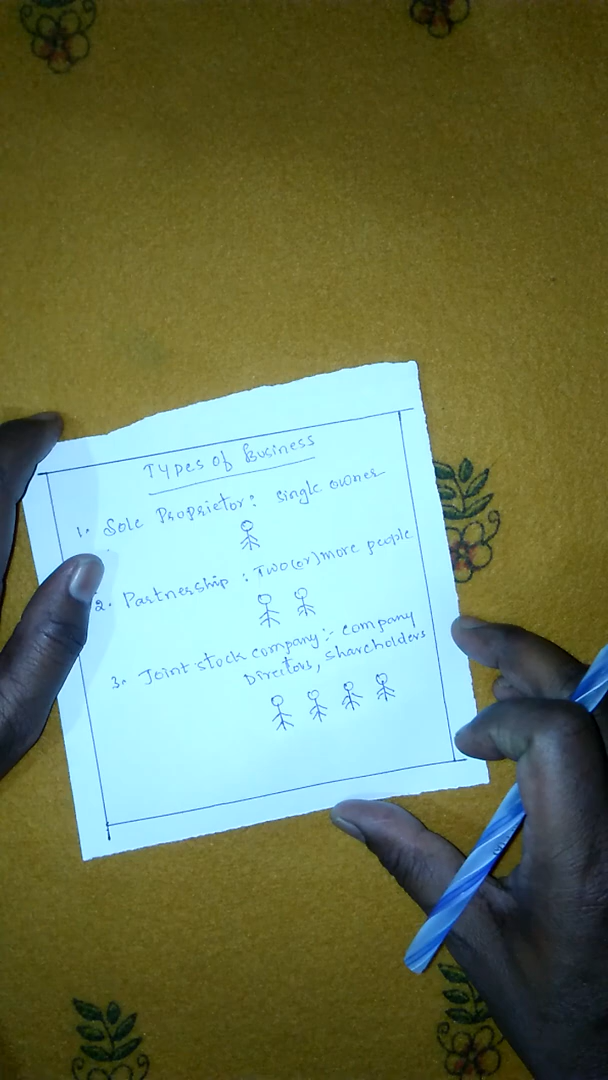 Types of Business
1. Sole Proprietor: single owner
2. Partnership : Two(or)more people
3. Joint stock company:- company
Directors, shareholders